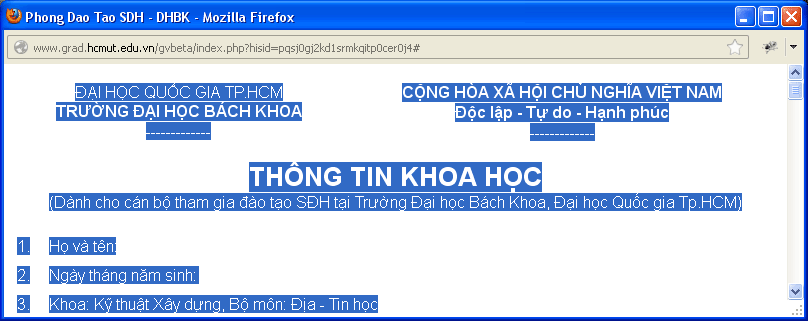 Phong Dao Tao SDH - DHBK - Mozilla Firefox
www.grad.hcmut.edu.vn/gvbeta/index.php?hisid=pqsj0gj2kd1srmkqitp0cer0j4#
ĐẠI HỌC QUỐC GIA TP.HCM
TRƯỜNG ĐẠI HỌC BÁCH KHOA
-------------
CỘNG HÒA XÃ HỘI CHỦ NGHĨA VIỆT NAM
Độc lập - Tự do - Hạnh phúc
-------------
THÔNG TIN KHOA HỌC
(Dành cho cán bộ tham gia đào tạo SĐH tại Trường Đại học Bách Khoa, Đại học Quốc gia Tp.HCM)
1. Họ và tên:
2. Ngày tháng năm sinh:
3. Khoa: Kỹ thuật Xây dựng, Bộ môn: Địa - Tin học